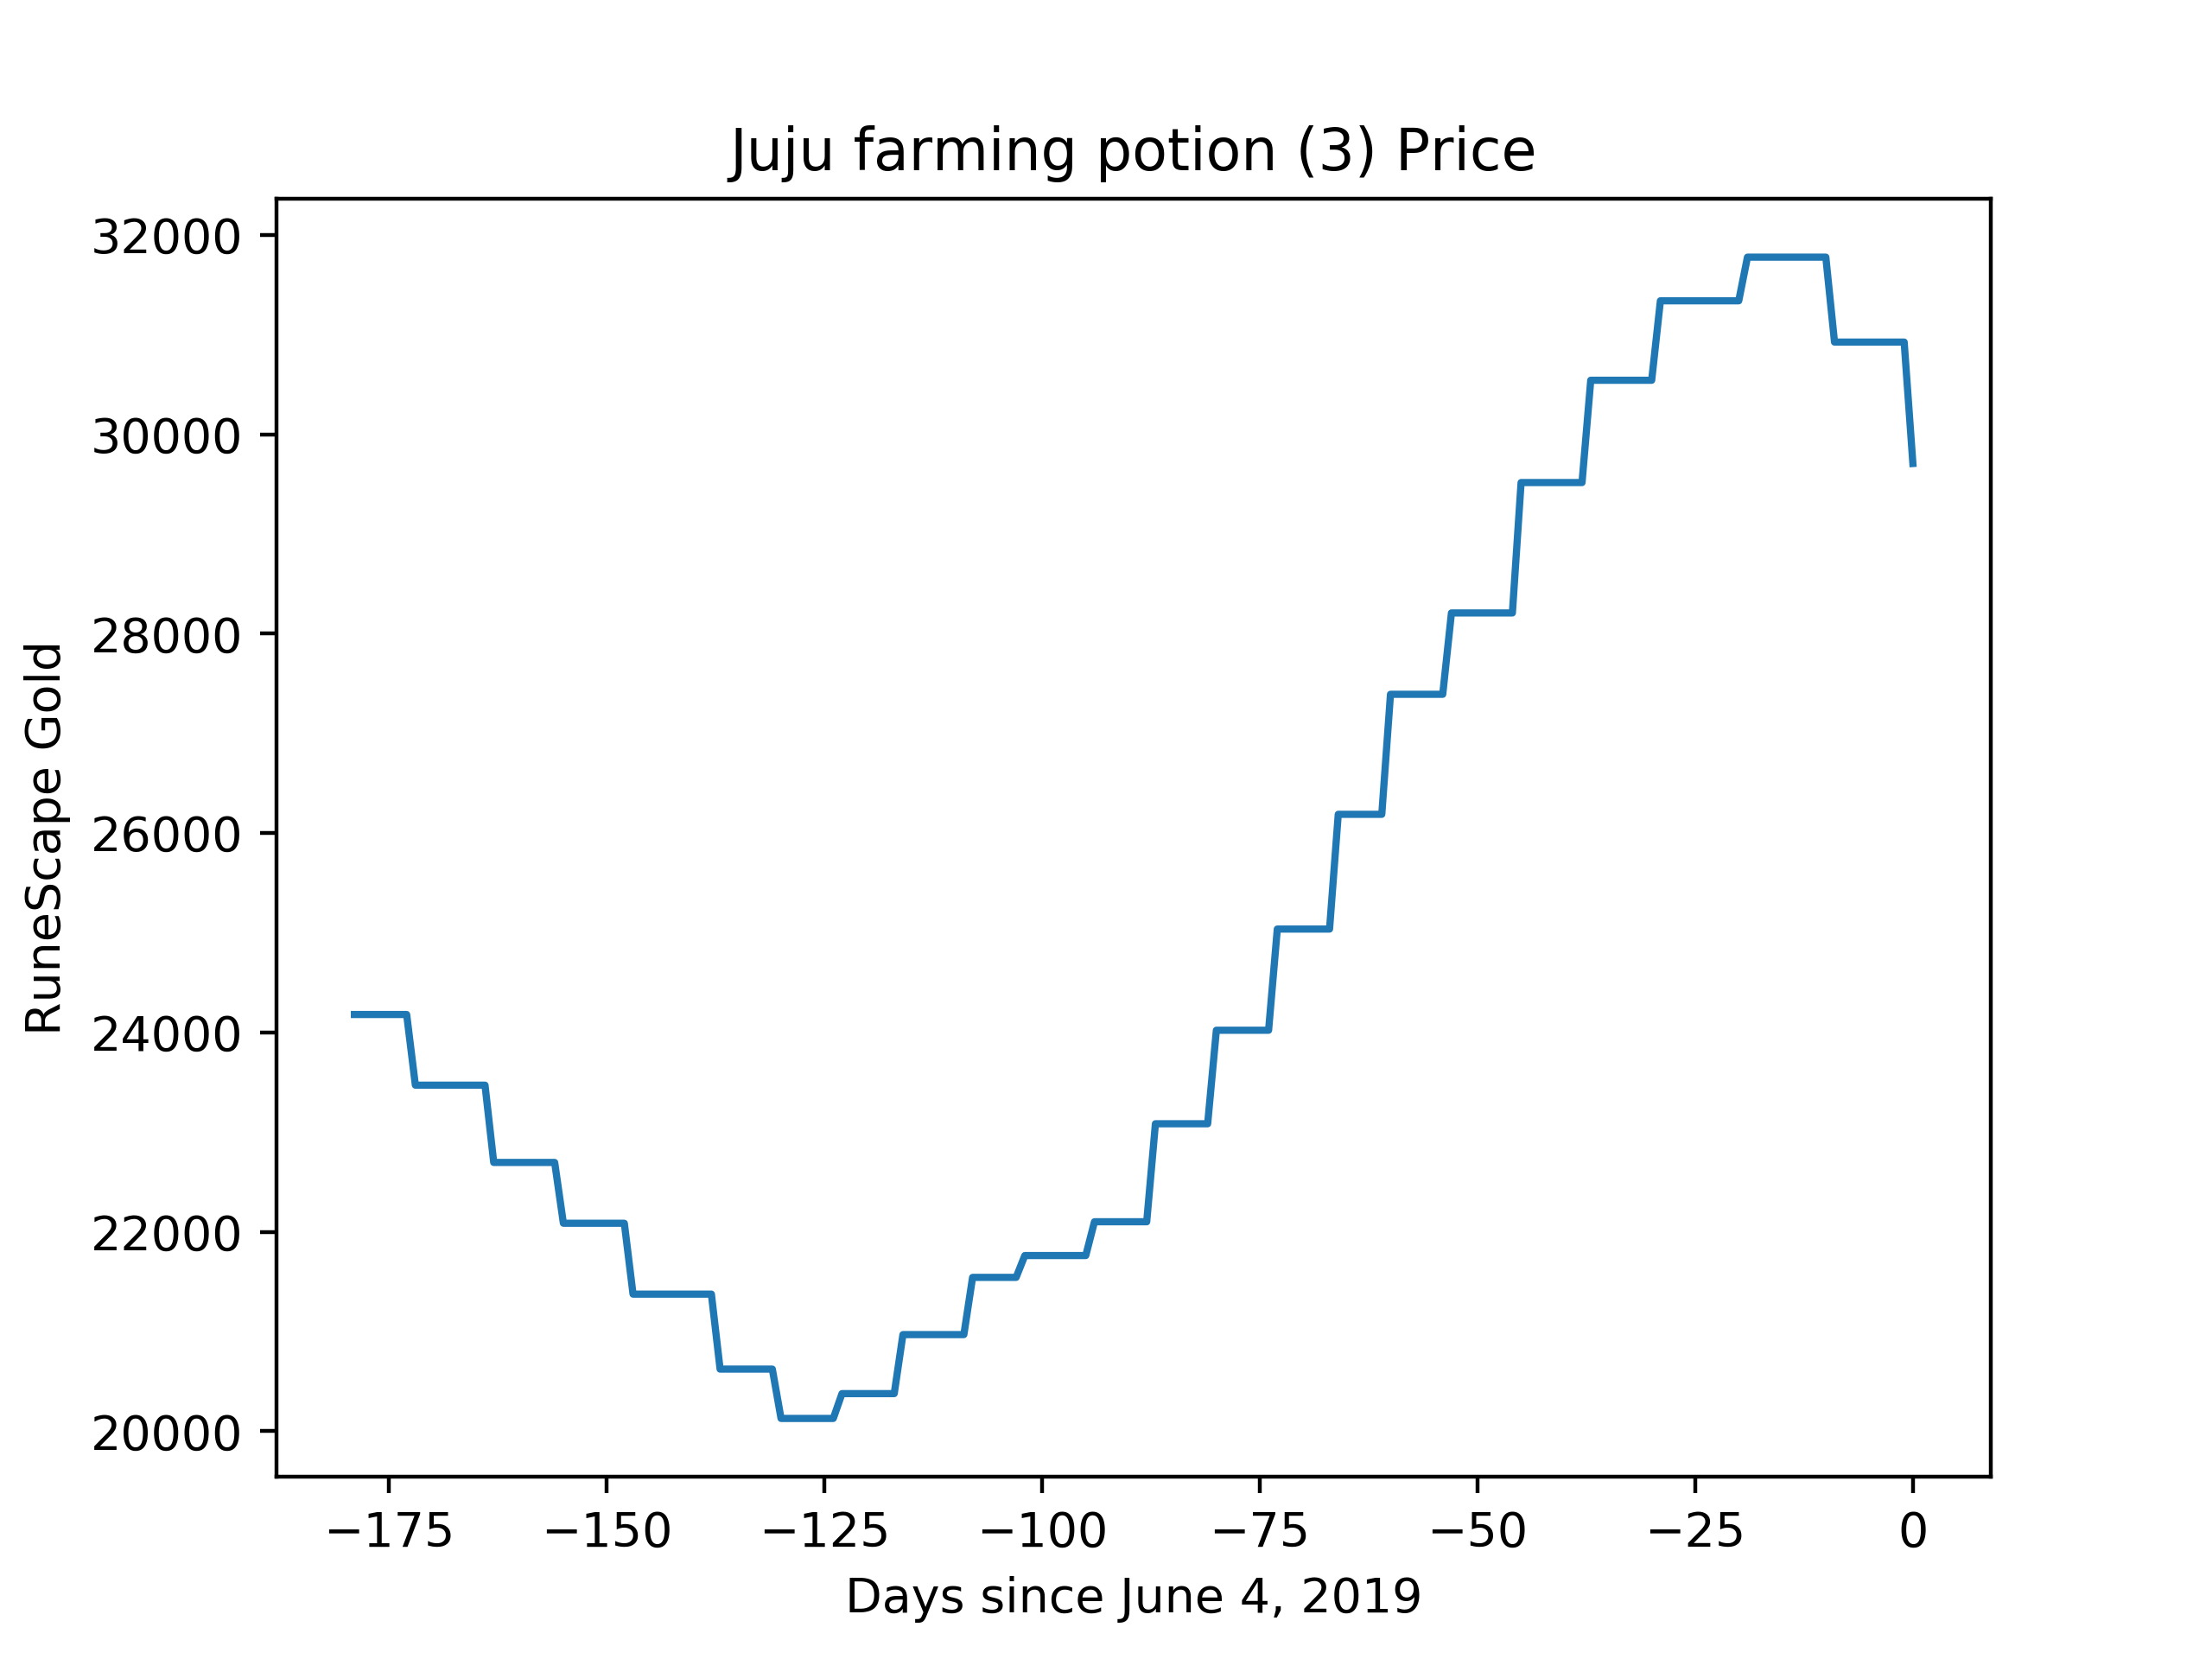 Juju farming potion (3) Price
RuneScape Gold
32000
30000
28000
26000
24000
22000
20000
−175 −150 −125 −100 −75 −50 −25 0
Days since June 4, 2019